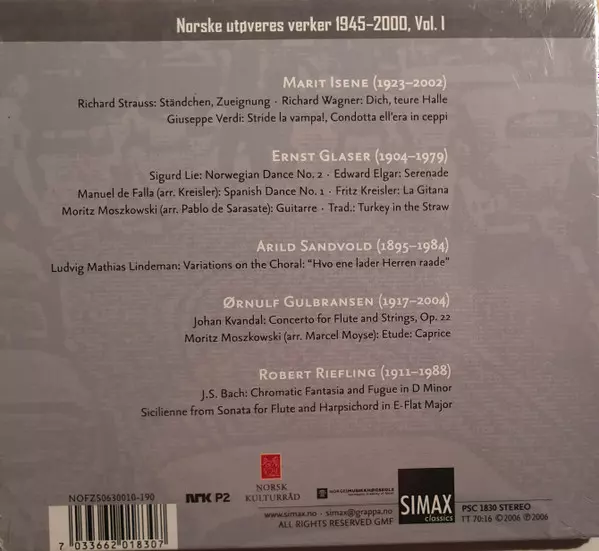 Norske utøveres verker 1945–2000, Vol. I
Marit Isene (1923–2002)
Richard Strauss: Ständchen, Zueignung · Richard Wagner: Dich, teure Halle
Giuseppe Verdi: Stride la vampa!, Condotta ell'era in ceppi
Ernst Glaser (1904–1979)
Sigurd Lie: Norwegian Dance No. 2 · Edward Elgar: Serenade
Manuel de Falla (arr. Kreisler): Spanish Dance No. 1 · Fritz Kreisler: La Gitana
Moritz Moszkowski (arr. Pablo de Sarasate): Guitarre · Trad.: Turkey in the Straw
Arild Sandvold (1895–1984)
Ludvig Mathias Lindeman: Variations on the Choral: "Hvo ene lader Herren raade"
Ørnulf Gulbransen (1917–2004)
Johan Kvandal: Concerto for Flute and Strings, Op. 22
Moritz Moszkowski (arr. Marcel Moyse): Etude: Caprice
Robert Riefling (1911–1988)
J.S. Bach: Chromatic Fantasia and Fugue in D Minor
Sicilienne from Sonata for Flute and Harpsichord in E-Flat Major
NOFZS0630010-190
7 033662 018307
NRK P2
NORSK
KULTURRÅD
NORGES MUSIKKHØGSKOLE
www.simax.no · simax@grappa.no
ALL RIGHTS RESERVED GMF
SIMAX
classics
PSC 1830 STEREO
TT 70:16 ©2006 ℗2006